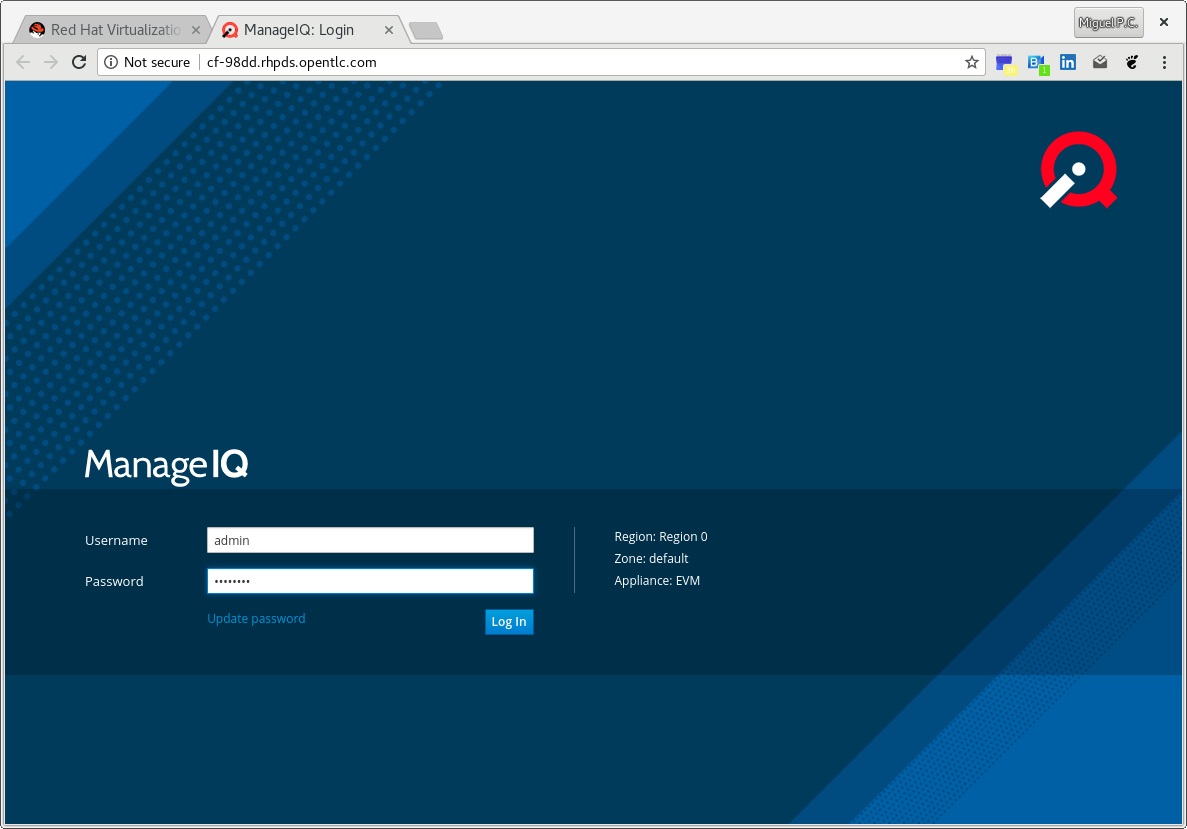 Red Hat Virtualizatio
ManageIQ: Login
Miguel P.C.
Not secure
cf-98dd.rhpds.opentlc.com
ManageIQ
Username
admin
Region: Region 0
Zone: default
Password
••••••••
Appliance: EVM
Update password
Log In